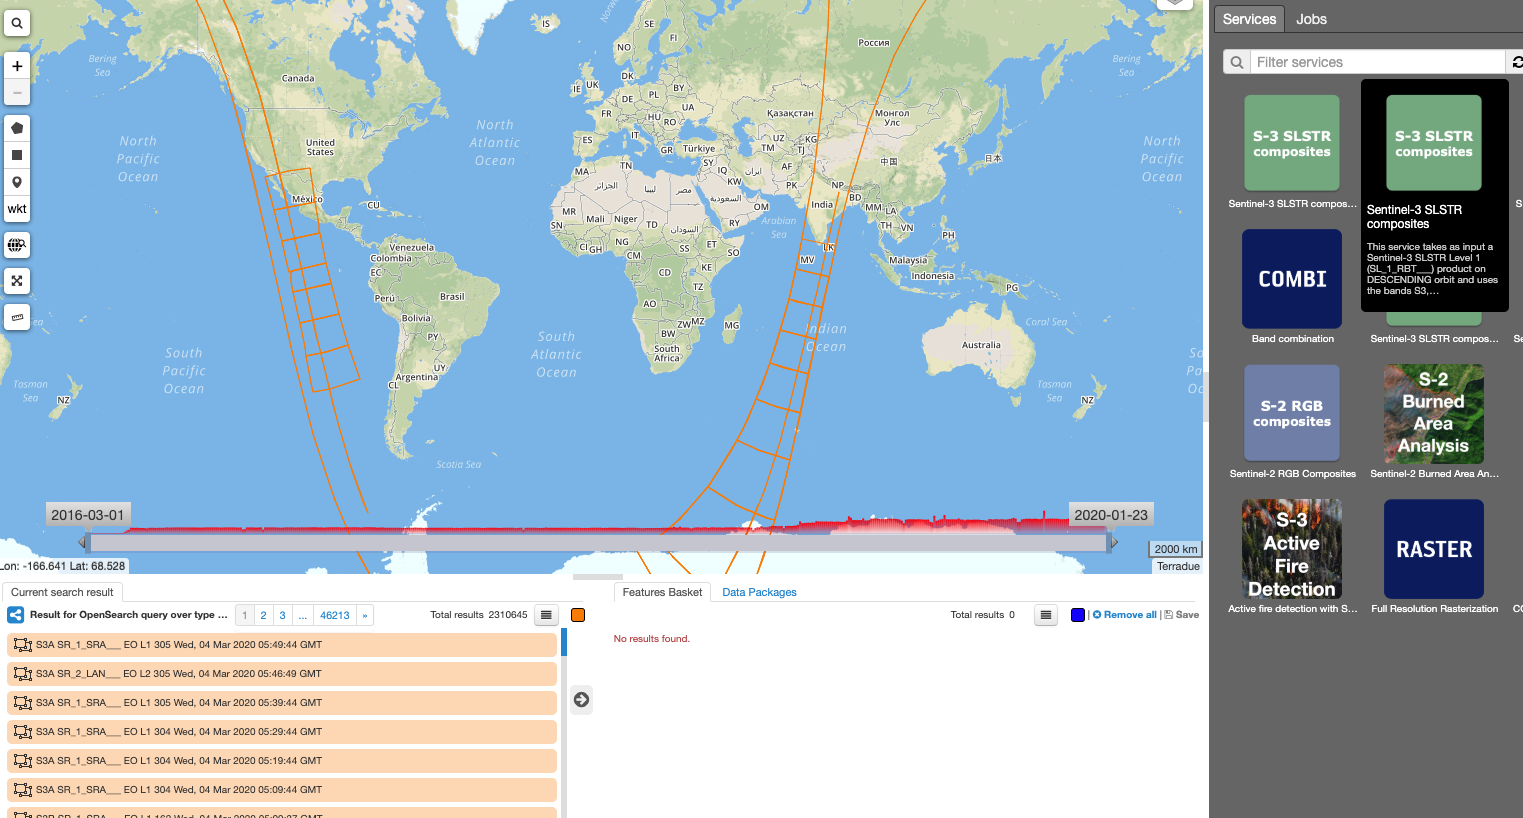 IS
SE
NO
FI
Россия
Bering
Sea
Bering
Sea
Canada
UK
DK
IE
DE
PL
BY
FR
HU
UA
RO
IT
Қазақстан
Монгол
Улс
North
Pacific
Ocean
North
Atlantic
Ocean
North
Pacific
Ocean
United
States
ES
GR
Türkiye
UZ
KG
TM
TJ
中国
日本
TN
SY
IQ
ایران
AF
MA
الجزائر
ليبيا
مصر
KW
PK
NP
السعودية
BD
México
CU
OM
India
MM
LA
MR
Mali
Niger
TD
السودان
RY
Arabian
Sea
TH
VN
SN
NG
SS
ET
SO
PH
Venezuela
Colombia
CI
GH
CM
LK
MV
Malaysia
EC
CD
KE
Indonesia
Perú
Brasil
TZ
PG
AO
Bolivia
ZW
MZ
MG
BW
Indian
Ocean
Coral Sea
PY
South
Atlantic
Ocean
South
Africa
Australia
South
Pacific
Ocean
UY
CL
Argentina
Tasman
Sea
Tasman
Sea
NZ
NZ
Scotia Sea
+
−
wkt
2016-03-01
2020-01-23
2000 km
Lon: -166.641 Lat: 68.528
Terradue
Current search result
Features Basket
Data Packages
Result for OpenSearch query over type ...
1
2
3
...
46213
»
Total results 2310645
Total results 0
| Remove all | Save
No results found.
S3A SR_1_SRA___ EO L1 305 Wed, 04 Mar 2020 05:49:44 GMT
S3A SR_2_LAN___ EO L2 305 Wed, 04 Mar 2020 05:46:49 GMT
S3A SR_1_SRA___ EO L1 305 Wed, 04 Mar 2020 05:39:44 GMT
S3A SR_1_SRA___ EO L1 304 Wed, 04 Mar 2020 05:29:44 GMT
S3A SR_1_SRA___ EO L1 304 Wed, 04 Mar 2020 05:19:44 GMT
S3A SR_1_SRA___ EO L1 304 Wed, 04 Mar 2020 05:09:44 GMT
Services
Jobs
Filter services
S-3 SLSTR
composites
Sentinel-3 SLSTR compos...
S-3 SLSTR
composites
Sentinel-3 SLSTR
composites
This service takes as input a
Sentinel-3 SLSTR Level 1
(SL_1_RBT___) product on
DESCENDING orbit and uses
the bands S3,...
COMBI
Band combination
Sentinel-3 SLSTR compos...
S-2 RGB
composites
Sentinel-2 RGB Composites
S-2
Burned
Area
Analysis
Sentinel-2 Burned Area An...
S-3
Active
Fire
Detection
Active fire detection with S...
RASTER
Full Resolution Rasterization